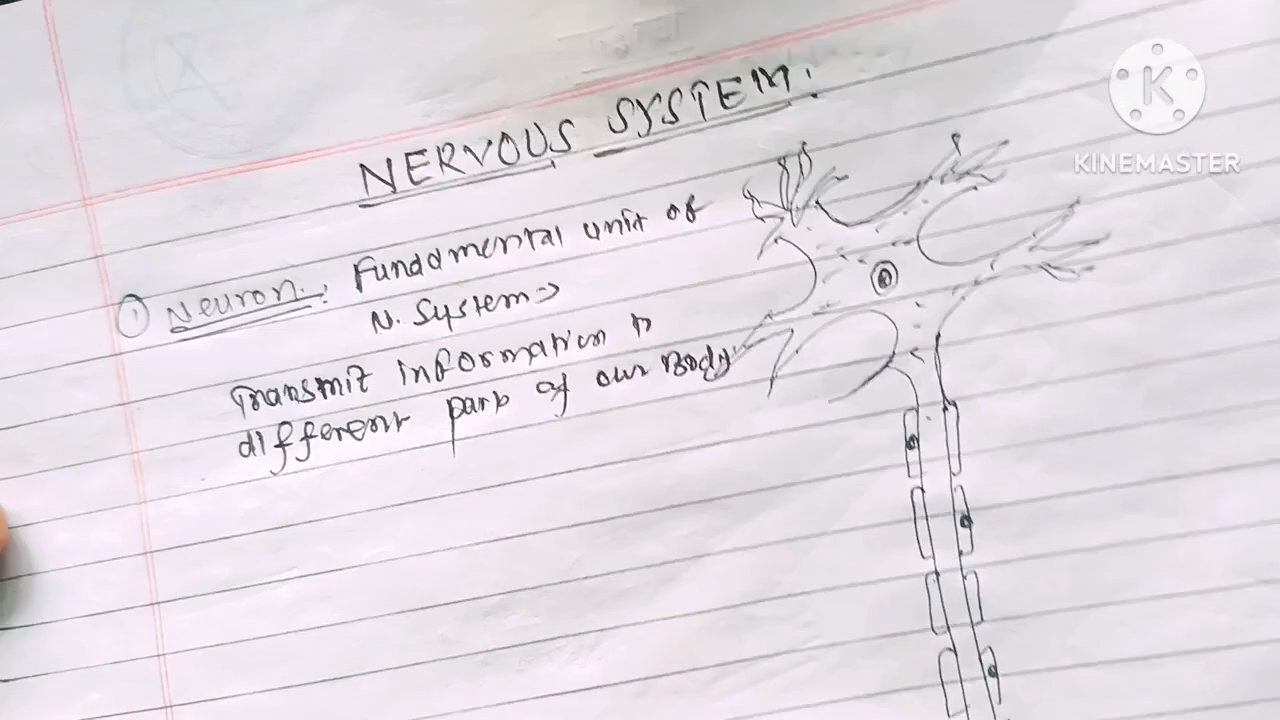 NERVOUS SYSTEM:
① Neuron: Fundamental unit of
N. System →
Transmit information to
different part of our Body
K
KINEMASTER